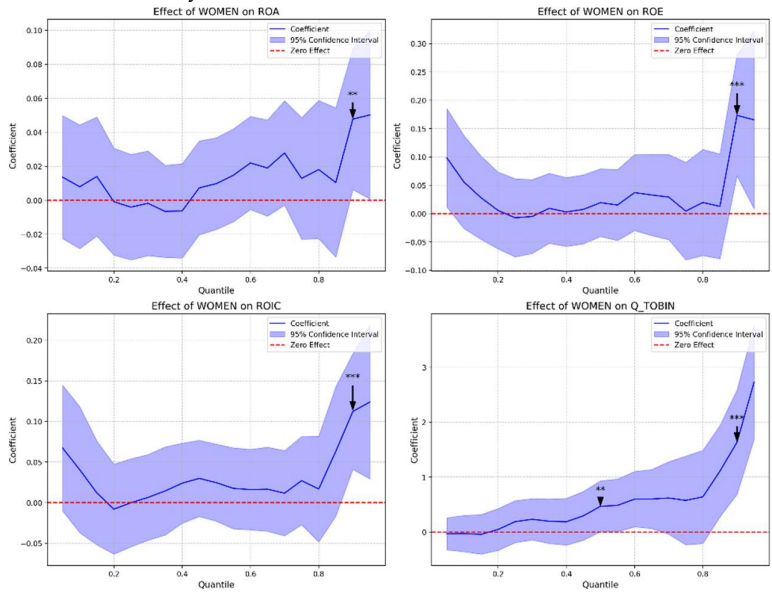 Effect of WOMEN on ROA
Coefficient
95% Confidence Interval
Zero Effect
**
Coefficient
0.10
0.08
0.06
0.04
0.02
0.00
−0.02
−0.04
0.2 0.4 0.6 0.8
Quantile
Effect of WOMEN on ROE
Coefficient
95% Confidence Interval
Zero Effect
***
Coefficient
0.30
0.25
0.20
0.15
0.10
0.05
0.00
−0.05
−0.10
0.2 0.4 0.6 0.8
Quantile
Effect of WOMEN on ROIC
Coefficient
95% Confidence Interval
Zero Effect
***
Coefficient
0.20
0.15
0.10
0.05
0.00
−0.05
0.2 0.4 0.6 0.8
Quantile
Effect of WOMEN on Q_TOBIN
Coefficient
95% Confidence Interval
Zero Effect
**
***
Coefficient
3
2
1
0
0.2 0.4 0.6 0.8
Quantile